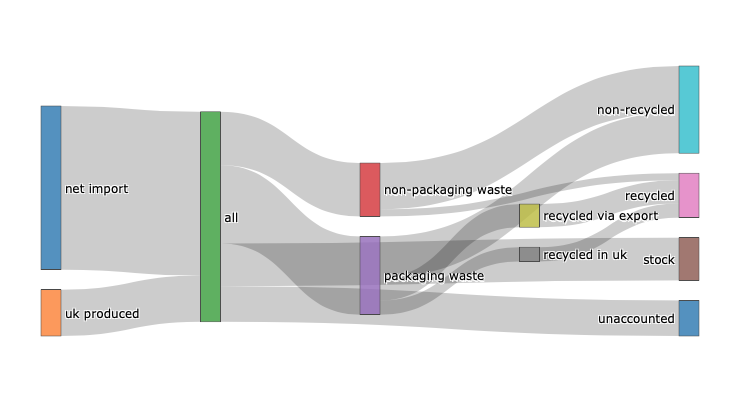 non-recycled
net import
non-packaging waste
recycled
all
recycled via export
recycled in uk
stock
packaging waste
uk produced
unaccounted